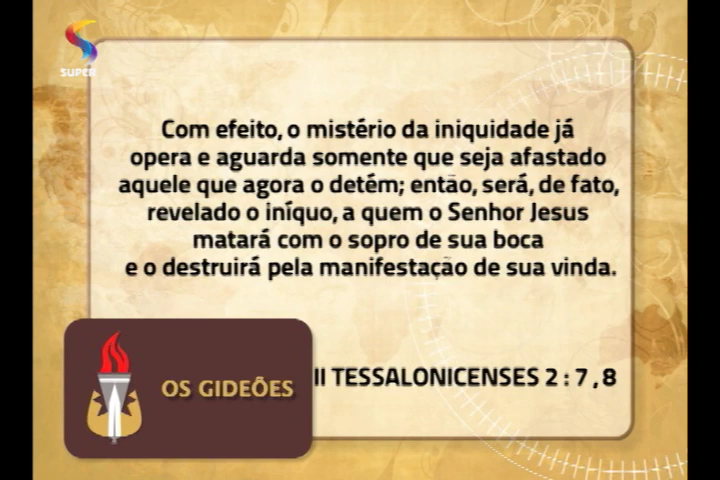 SUPER
Com efeito, o mistério da iniquidade já
opera e aguarda somente que seja afastado
aquele que agora o detém; então, será, de fato,
revelado o iníquo, a quem o Senhor Jesus
matará com o sopro de sua boca
e o destruirá pela manifestação de sua vinda.
OS GIDEÕES
II TESSALONICENSES 2 : 7 , 8